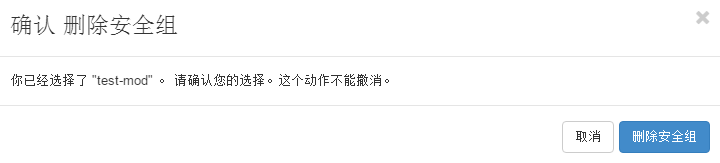 确认 删除安全组
×
你已经选择了 "test-mod" 。 请确认您的选择。这个动作不能撤消。
取消 删除安全组